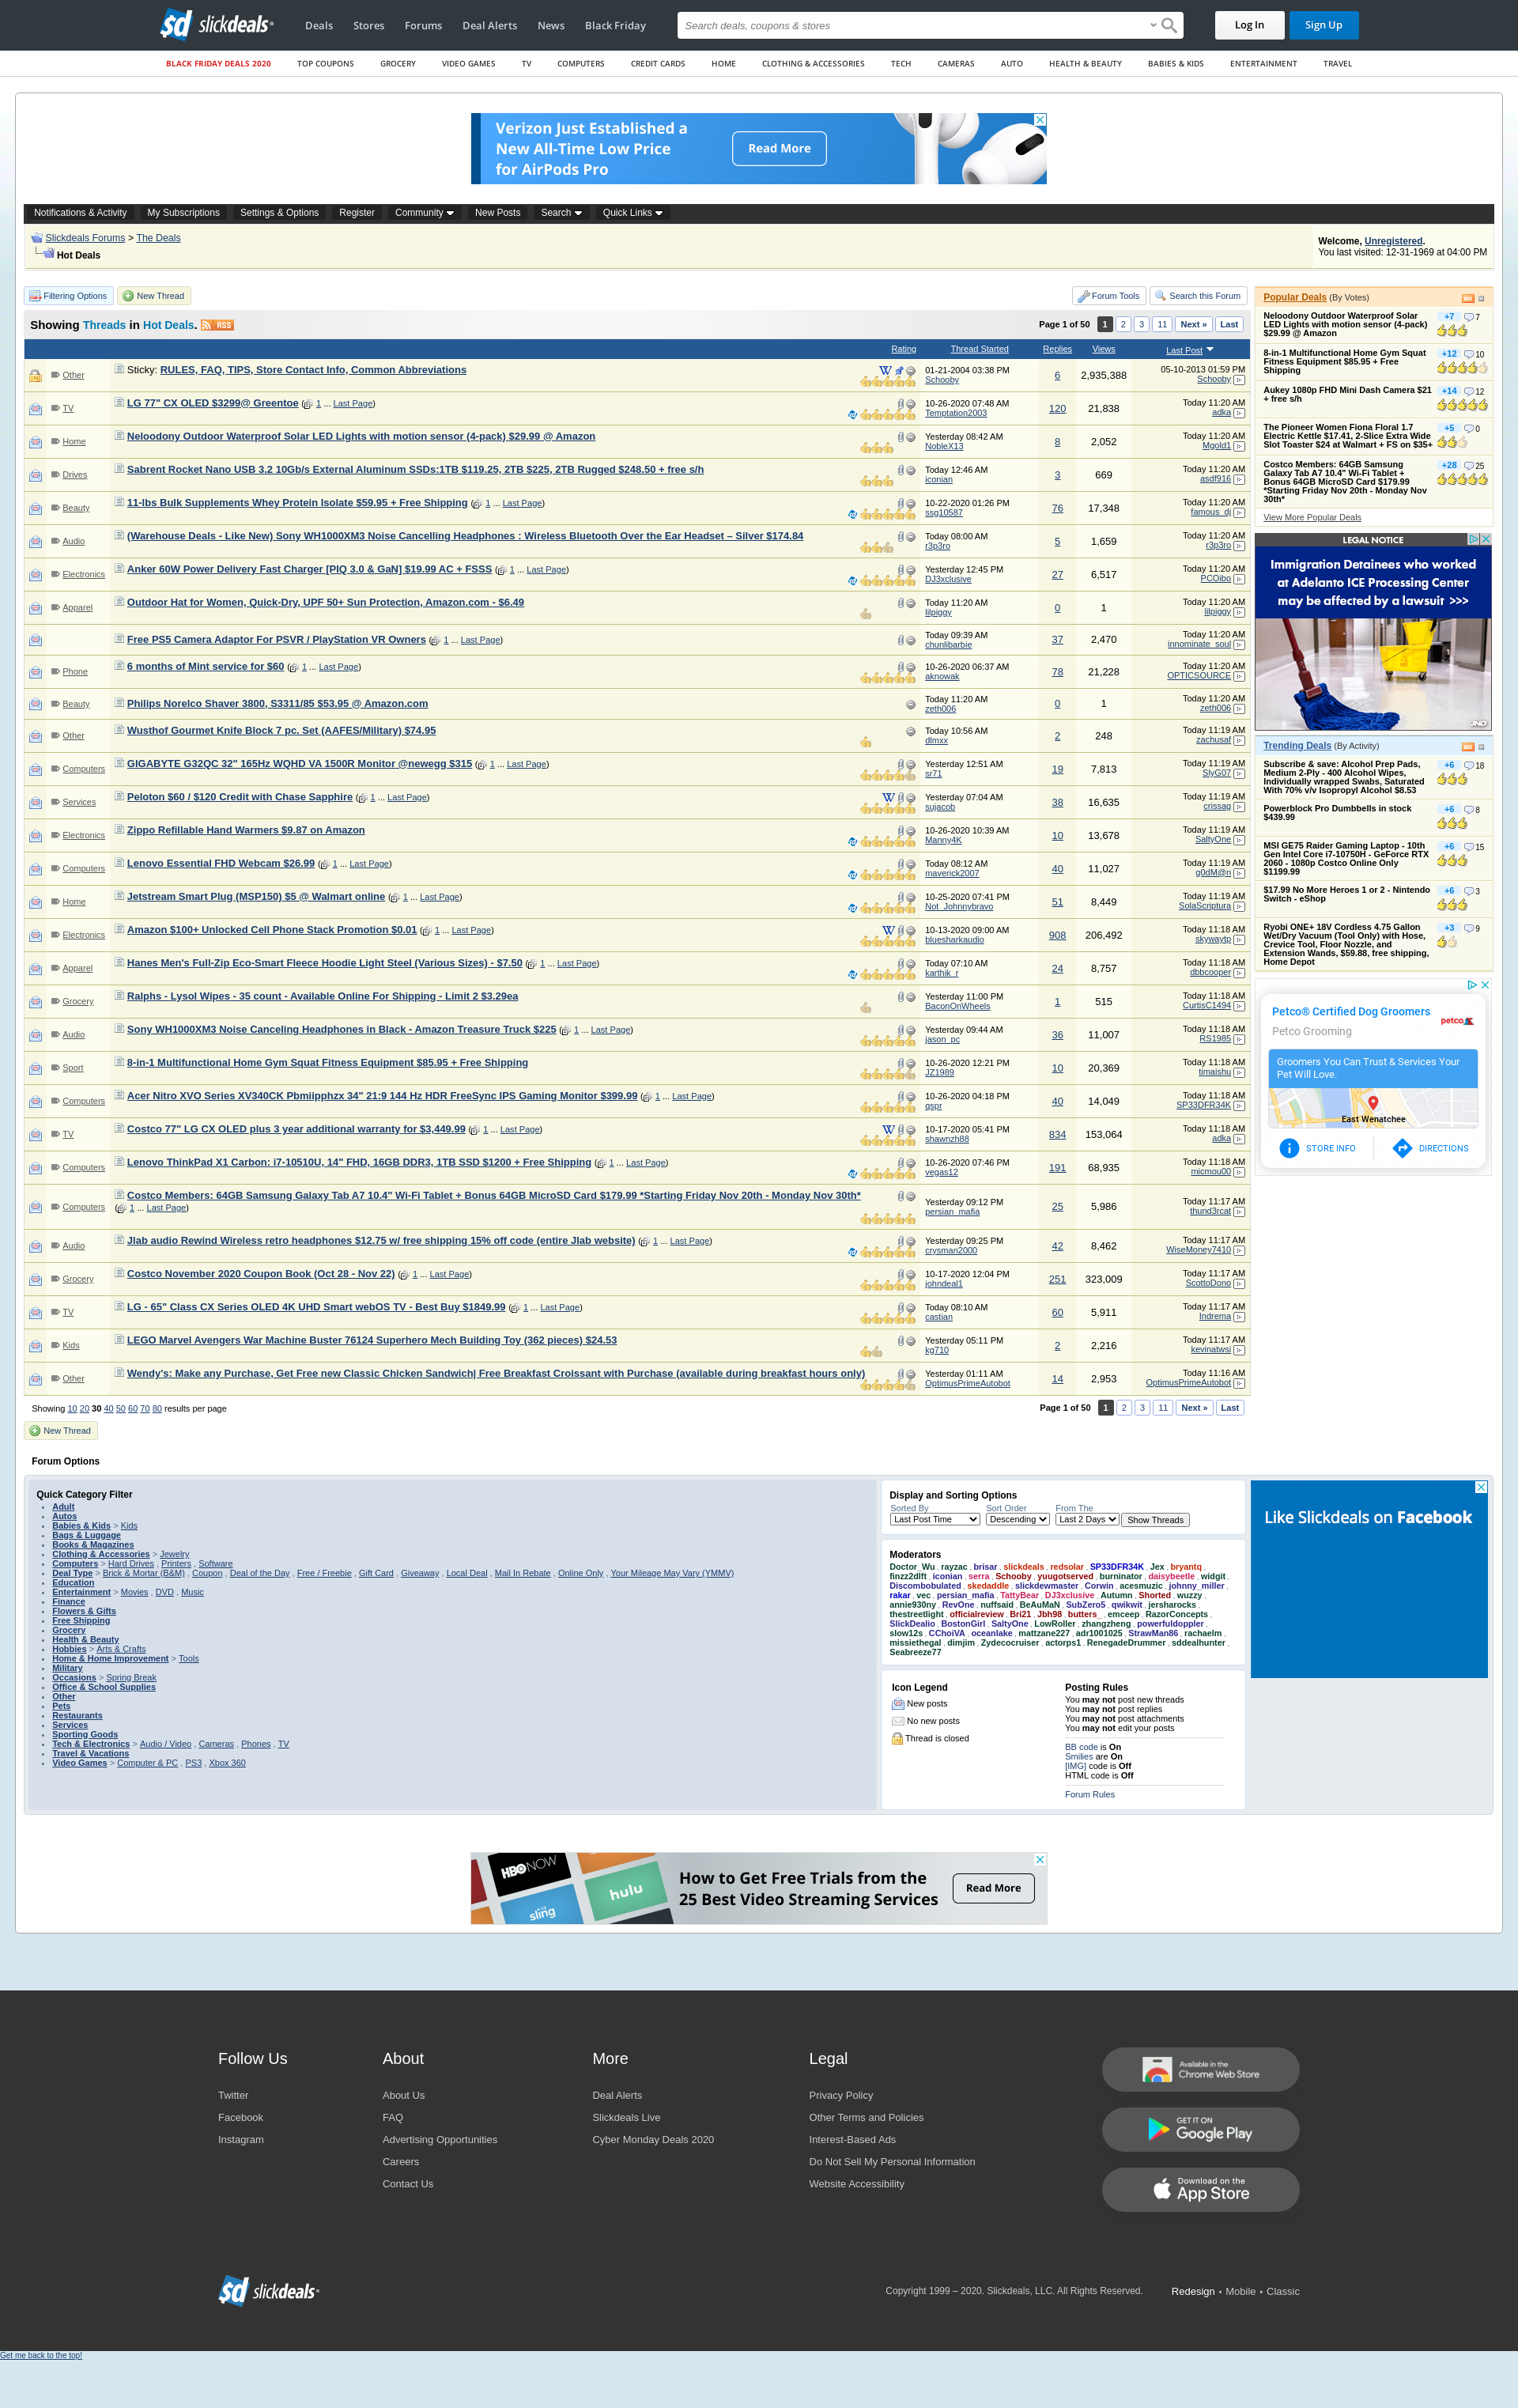 sd slickdeals
Deals Stores Forums Deal Alerts News Black Friday
Search deals, coupons & stores
Log In Sign Up
BLACK FRIDAY DEALS 2020 TOP COUPONS GROCERY VIDEO GAMES TV COMPUTERS CREDIT CARDS HOME CLOTHING & ACCESSORIES TECH CAMERAS AUTO HEALTH & BEAUTY BABIES & KIDS ENTERTAINMENT TRAVEL
Verizon Just Established a
New All-Time Low Price
for AirPods Pro
Read More
Notifications & Activity My Subscriptions Settings & Options Register Community New Posts Search Quick Links
Slickdeals Forums > The Deals
Hot Deals
Welcome, Unregistered.
You last visited: 12-31-1969 at 04:00 PM
Filtering Options New Thread Forum Tools Search this Forum
Showing Threads in Hot Deals. RSS Page 1 of 50 1 2 3 11 Next » Last
Rating Thread Started Replies Views Last Post
Other Sticky: RULES, FAQ, TIPS, Store Contact Info, Common Abbreviations 01-21-2004 03:38 PM Schooby 6 2,935,388 05-10-2013 01:59 PM Schooby
TV LG 77" CX OLED $3299@ Greentoe (1 ... Last Page) 10-26-2020 07:48 AM Temptation2003 120 21,838 Today 11:20 AM adka
Home Neloodony Outdoor Waterproof Solar LED Lights with motion sensor (4-pack) $29.99 @ Amazon Yesterday 08:42 AM NobleX13 8 2,052 Today 11:20 AM Mgold1
Drives Sabrent Rocket Nano USB 3.2 10Gb/s External Aluminum SSDs:1TB $119.25, 2TB $225, 2TB Rugged $248.50 + free s/h Today 12:46 AM iconian 3 669 Today 11:20 AM asdf916
Beauty 11-lbs Bulk Supplements Whey Protein Isolate $59.95 + Free Shipping (1 ... Last Page) 10-22-2020 01:26 PM ssg10587 76 17,348 Today 11:20 AM famous_dj
Audio (Warehouse Deals - Like New) Sony WH1000XM3 Noise Cancelling Headphones : Wireless Bluetooth Over the Ear Headset – Silver $174.84 Today 08:00 AM r3p3ro 5 1,659 Today 11:20 AM r3p3ro
Electronics Anker 60W Power Delivery Fast Charger [PIQ 3.0 & GaN] $19.99 AC + FSSS (1 ... Last Page) Yesterday 12:45 PM DJ3xclusive 27 6,517 Today 11:20 AM PCOibo
Apparel Outdoor Hat for Women, Quick-Dry, UPF 50+ Sun Protection, Amazon.com - $6.49 Today 11:20 AM lilpiggy 0 1 Today 11:20 AM lilpiggy
Free PS5 Camera Adaptor For PSVR / PlayStation VR Owners (1 ... Last Page) Today 09:39 AM chunlibarbie 37 2,470 Today 11:20 AM innominate_soul
Phone 6 months of Mint service for $60 (1 ... Last Page) 10-26-2020 06:37 AM aknowak 78 21,228 Today 11:20 AM OPTICSOURCE
Beauty Philips Norelco Shaver 3800, S3311/85 $53.95 @ Amazon.com Today 11:20 AM zeth006 0 1 Today 11:20 AM zeth006
Other Wusthof Gourmet Knife Block 7 pc. Set (AAFES/Military) $74.95 Today 10:56 AM dlmxx 2 248 Today 11:19 AM zachusaf
Computers GIGABYTE G32QC 32" 165Hz WQHD VA 1500R Monitor @newegg $315 (1 ... Last Page) Yesterday 12:51 AM sr71 19 7,813 Today 11:19 AM SlyG07
Services Peloton $60 / $120 Credit with Chase Sapphire (1 ... Last Page) Yesterday 07:04 AM sujacob 38 16,635 Today 11:19 AM crissag
Electronics Zippo Refillable Hand Warmers $9.87 on Amazon 10-26-2020 10:39 AM Manny4K 10 13,678 Today 11:19 AM SaltyOne
Computers Lenovo Essential FHD Webcam $26.99 (1 ... Last Page) Today 08:12 AM maverick2007 40 11,027 Today 11:19 AM g0dM@n
Home Jetstream Smart Plug (MSP150) $5 @ Walmart online (1 ... Last Page) 10-25-2020 07:41 PM Not_Johnnybravo 51 8,449 Today 11:19 AM SolaScriptura
Electronics Amazon $100+ Unlocked Cell Phone Stack Promotion $0.01 (1 ... Last Page) 10-13-2020 09:00 AM bluesharkaudio 908 206,492 Today 11:18 AM skywaytp
Apparel Hanes Men's Full-Zip Eco-Smart Fleece Hoodie Light Steel (Various Sizes) - $7.50 (1 ... Last Page) Today 07:10 AM karthik_r 24 8,757 Today 11:18 AM dbbcooper
Grocery Ralphs - Lysol Wipes - 35 count - Available Online For Shipping - Limit 2 $3.29ea Yesterday 11:00 PM BaconOnWheels 1 515 Today 11:18 AM CurtisC1494
Audio Sony WH1000XM3 Noise Canceling Headphones in Black - Amazon Treasure Truck $225 (1 ... Last Page) Yesterday 09:44 AM jason_pc 36 11,007 Today 11:18 AM RS1985
Sport 8-in-1 Multifunctional Home Gym Squat Fitness Equipment $85.95 + Free Shipping 10-26-2020 12:21 PM JZ1989 10 20,369 Today 11:18 AM timaishu
Computers Acer Nitro XVO Series XV340CK Pbmiipphzx 34" 21:9 144 Hz HDR FreeSync IPS Gaming Monitor $399.99 (1 ... Last Page) 10-26-2020 04:18 PM qspr 40 14,049 Today 11:18 AM SP33DFR34K
TV Costco 77" LG CX OLED plus 3 year additional warranty for $3,449.99 (1 ... Last Page) 10-17-2020 05:41 PM shawnzh88 834 153,064 Today 11:18 AM adka
Computers Lenovo ThinkPad X1 Carbon: i7-10510U, 14" FHD, 16GB DDR3, 1TB SSD $1200 + Free Shipping (1 ... Last Page) 10-26-2020 07:46 PM vegas12 191 68,935 Today 11:18 AM micmou00
Computers Costco Members: 64GB Samsung Galaxy Tab A7 10.4" Wi-Fi Tablet + Bonus 64GB MicroSD Card $179.99 *Starting Friday Nov 20th - Monday Nov 30th* (1 ... Last Page) Yesterday 09:12 PM persian_mafia 25 5,986 Today 11:17 AM thund3rcat
Audio Jlab audio Rewind Wireless retro headphones $12.75 w/ free shipping 15% off code (entire Jlab website) (1 ... Last Page) Yesterday 09:25 PM crysman2000 42 8,462 Today 11:17 AM WiseMoney7410
Grocery Costco November 2020 Coupon Book (Oct 28 - Nov 22) (1 ... Last Page) 10-17-2020 12:04 PM johndeal1 251 323,009 Today 11:17 AM ScottoDono
TV LG - 65" Class CX Series OLED 4K UHD Smart webOS TV - Best Buy $1849.99 (1 ... Last Page) Today 08:10 AM castian 60 5,911 Today 11:17 AM Indrema
Kids LEGO Marvel Avengers War Machine Buster 76124 Superhero Mech Building Toy (362 pieces) $24.53 Yesterday 05:11 PM kg710 2 2,216 Today 11:17 AM kevinatwsi
Other Wendy's: Make any Purchase, Get Free new Classic Chicken Sandwich| Free Breakfast Croissant with Purchase (available during breakfast hours only) Yesterday 01:11 AM OptimusPrimeAutobot 14 2,953 Today 11:16 AM OptimusPrimeAutobot
Showing 10 20 30 40 50 60 70 80 results per page Page 1 of 50 1 2 3 11 Next » Last
New Thread
Popular Deals (By Votes)
Neloodony Outdoor Waterproof Solar LED Lights with motion sensor (4-pack) $29.99 @ Amazon +7 7
8-in-1 Multifunctional Home Gym Squat Fitness Equipment $85.95 + Free Shipping +12 10
Aukey 1080p FHD Mini Dash Camera $21 + free s/h +14 12
The Pioneer Women Fiona Floral 1.7 Electric Kettle $17.41, 2-Slice Extra Wide Slot Toaster $24 at Walmart + FS on $35+ +5 0
Costco Members: 64GB Samsung Galaxy Tab A7 10.4" Wi-Fi Tablet + Bonus 64GB MicroSD Card $179.99 *Starting Friday Nov 20th - Monday Nov 30th* +28 25
View More Popular Deals
LEGAL NOTICE
Immigration Detainees who worked
at Adelanto ICE Processing Center
may be affected by a lawsuit >>>
JND
Trending Deals (By Activity)
Subscribe & save: Alcohol Prep Pads, Medium 2-Ply - 400 Alcohol Wipes, Individually wrapped Swabs, Saturated With 70% v/v Isopropyl Alcohol $8.53 +6 18
Powerblock Pro Dumbbells in stock $439.99 +6 8
MSI GE75 Raider Gaming Laptop - 10th Gen Intel Core i7-10750H - GeForce RTX 2060 - 1080p Costco Online Only $1199.99 +6 15
$17.99 No More Heroes 1 or 2 - Nintendo Switch - eShop +6 3
Ryobi ONE+ 18V Cordless 4.75 Gallon Wet/Dry Vacuum (Tool Only) with Hose, Crevice Tool, Floor Nozzle, and Extension Wands, $59.88, free shipping, Home Depot +3 9
Petco® Certified Dog Groomers
Petco Grooming
petco
Groomers You Can Trust & Services Your
Pet Will Love.
East Wenatchee
STORE INFO DIRECTIONS
Forum Options
Quick Category Filter
Adult
Autos
Babies & Kids > Kids
Bags & Luggage
Books & Magazines
Clothing & Accessories > Jewelry
Computers > Hard Drives , Printers , Software
Deal Type > Brick & Mortar (B&M) , Coupon , Deal of the Day , Free / Freebie , Gift Card , Giveaway , Local Deal , Mail In Rebate , Online Only , Your Mileage May Vary (YMMV)
Education
Entertainment > Movies , DVD , Music
Finance
Flowers & Gifts
Free Shipping
Grocery
Health & Beauty
Hobbies > Arts & Crafts
Home & Home Improvement > Tools
Military
Occasions > Spring Break
Office & School Supplies
Other
Pets
Restaurants
Services
Sporting Goods
Tech & Electronics > Audio / Video , Cameras , Phones , TV
Travel & Vacations
Video Games > Computer & PC , PS3 , Xbox 360
Display and Sorting Options
Sorted By Sort Order From The
Last Post Time Descending Last 2 Days Show Threads
Moderators
Doctor_Wu , rayzac , brisar , slickdeals , redsolar , SP33DFR34K , Jex , bryantq ,
finzz2dlft , iconian , serra , Schooby , yuugotserved , burninator , daisybeetle , widgit ,
Discombobulated , skedaddle , slickdewmaster , Corwin , acesmuzic , johnny_miller ,
rakar , vec , persian_mafia , TattyBear , DJ3xclusive , Autumn , Shorted , wuzzy ,
annie930ny , RevOne , nuffsaid , BeAuMaN , SubZero5 , qwikwit , jersharocks ,
thestreetlight , officialreview , Bri21 , Jbh98 , butters_ , emceep , RazorConcepts ,
SlickDealio , BostonGirl , SaltyOne , LowRoller , zhangzheng , powerfuldoppler ,
slow12s , CChoiVA , oceanlake , mattzane227 , adr1001025 , StrawMan86 , rachaelm ,
missiethegal , dimjim , Zydecocruiser , actorps1 , RenegadeDrummer , sddealhunter ,
Seabreeze77
Icon Legend
New posts
No new posts
Thread is closed
Posting Rules
You may not post new threads
You may not post replies
You may not post attachments
You may not edit your posts
BB code is On
Smilies are On
[IMG] code is Off
HTML code is Off
Forum Rules
Like Slickdeals on Facebook
HBO NOW
NETFLIX
sling
hulu
How to Get Free Trials from the
25 Best Video Streaming Services
Read More
Follow Us
Twitter
Facebook
Instagram
About
About Us
FAQ
Advertising Opportunities
Careers
Contact Us
More
Deal Alerts
Slickdeals Live
Cyber Monday Deals 2020
Legal
Privacy Policy
Other Terms and Policies
Interest-Based Ads
Do Not Sell My Personal Information
Website Accessibility
Available in the
Chrome Web Store
GET IT ON
Google Play
Download on the
App Store
sd slickdeals
Copyright 1999 – 2020. Slickdeals, LLC. All Rights Reserved. Redesign • Mobile • Classic
Get me back to the top!